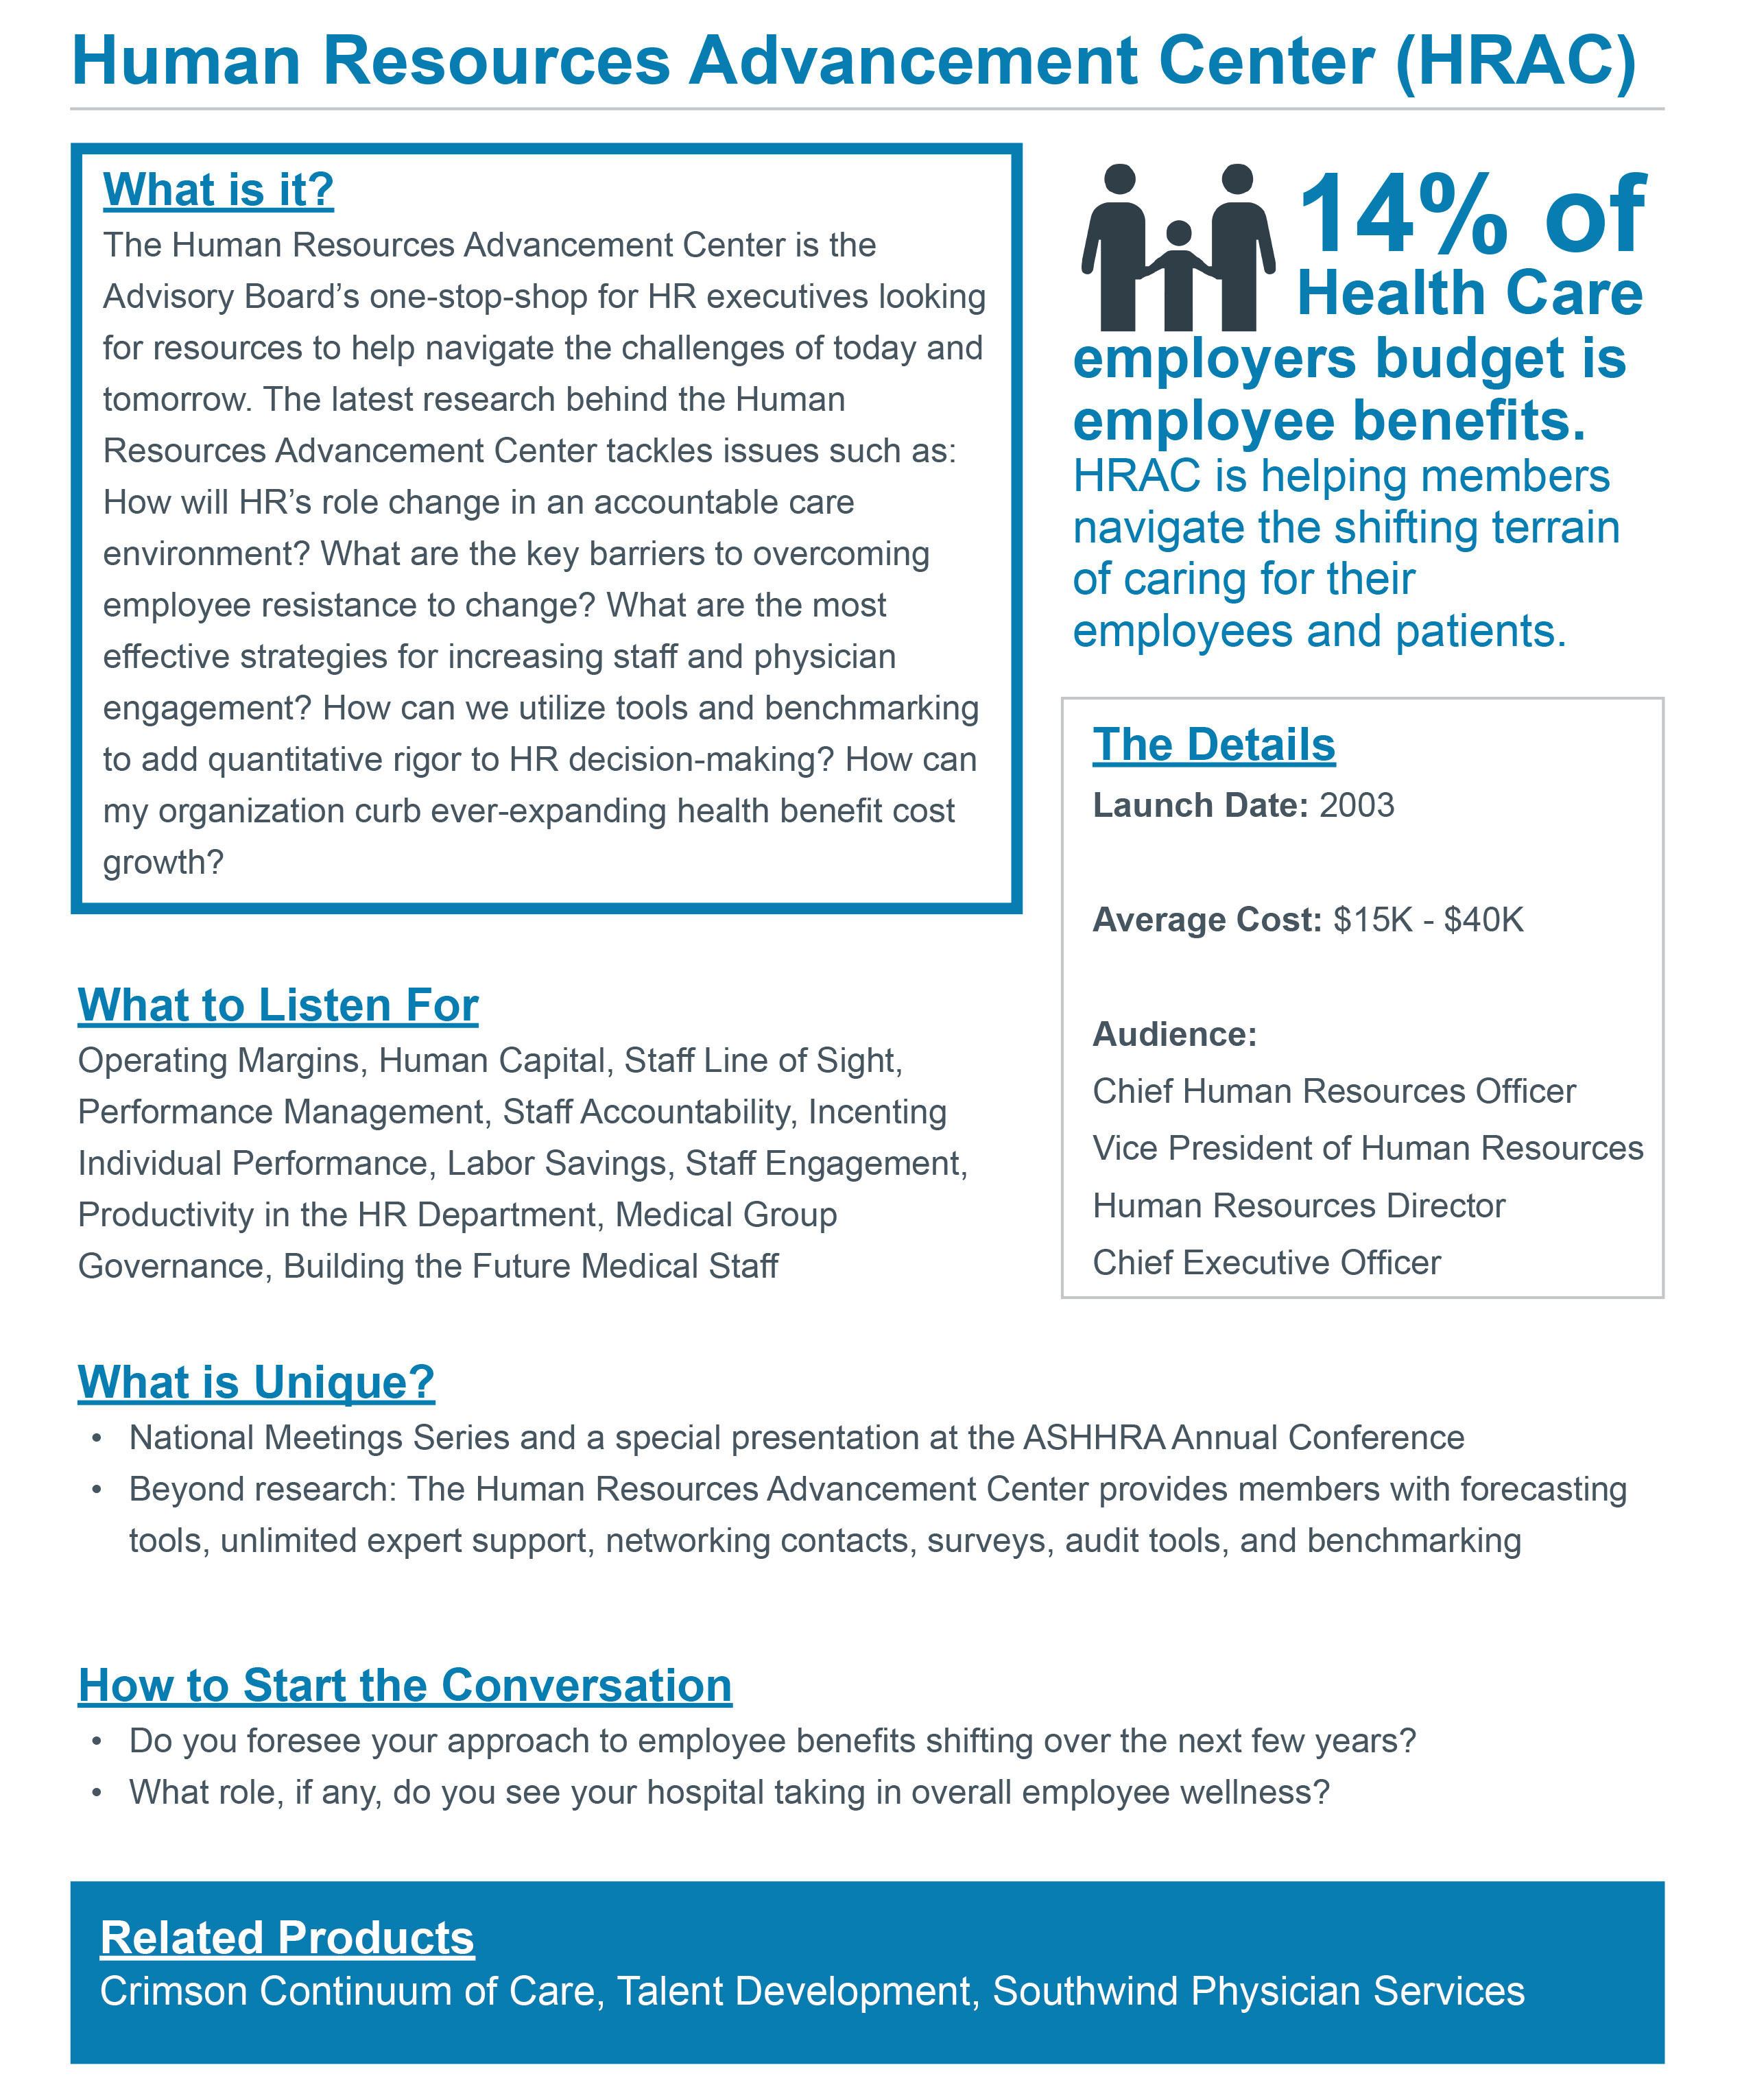 Human Resources Advancement Center (HRAC)
What is it?
The Human Resources Advancement Center is the
Advisory Board’s one-stop-shop for HR executives looking
for resources to help navigate the challenges of today and
tomorrow. The latest research behind the Human
Resources Advancement Center tackles issues such as:
How will HR’s role change in an accountable care
environment? What are the key barriers to overcoming
employee resistance to change? What are the most
effective strategies for increasing staff and physician
engagement? How can we utilize tools and benchmarking
to add quantitative rigor to HR decision-making? How can
my organization curb ever-expanding health benefit cost
growth?
14% of
Health Care
employers budget is
employee benefits.
HRAC is helping members
navigate the shifting terrain
of caring for their
employees and patients.
The Details
Launch Date: 2003
Average Cost: $15K - $40K
Audience:
Chief Human Resources Officer
Vice President of Human Resources
Human Resources Director
Chief Executive Officer
What to Listen For
Operating Margins, Human Capital, Staff Line of Sight,
Performance Management, Staff Accountability, Incenting
Individual Performance, Labor Savings, Staff Engagement,
Productivity in the HR Department, Medical Group
Governance, Building the Future Medical Staff
What is Unique?
• National Meetings Series and a special presentation at the ASHHRA Annual Conference
• Beyond research: The Human Resources Advancement Center provides members with forecasting
tools, unlimited expert support, networking contacts, surveys, audit tools, and benchmarking
How to Start the Conversation
• Do you foresee your approach to employee benefits shifting over the next few years?
• What role, if any, do you see your hospital taking in overall employee wellness?
Related Products
Crimson Continuum of Care, Talent Development, Southwind Physician Services